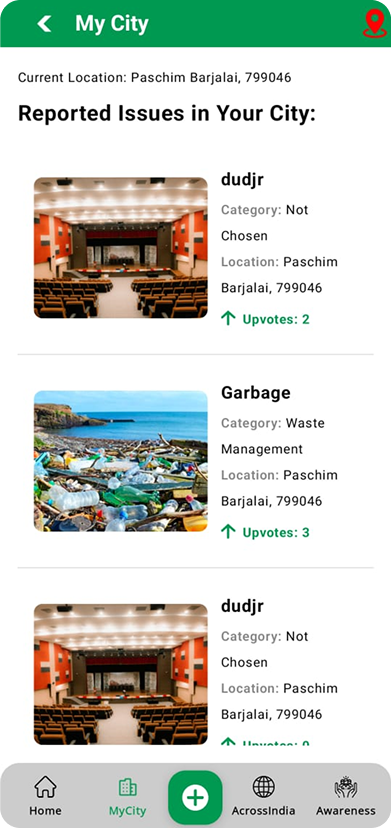 My City
Current Location: Paschim Barjalai, 799046
Reported Issues in Your City:
dudjr
Category: Not
Chosen
Location: Paschim
Barjalai, 799046
Upvotes: 2
Garbage
Category: Waste
Management
Location: Paschim
Barjalai, 799046
Upvotes: 3
dudjr
Category: Not
Chosen
Location: Paschim
Barjalai, 799046
Upvotes: 0
Home
MyCity
AcrossIndia
Awareness